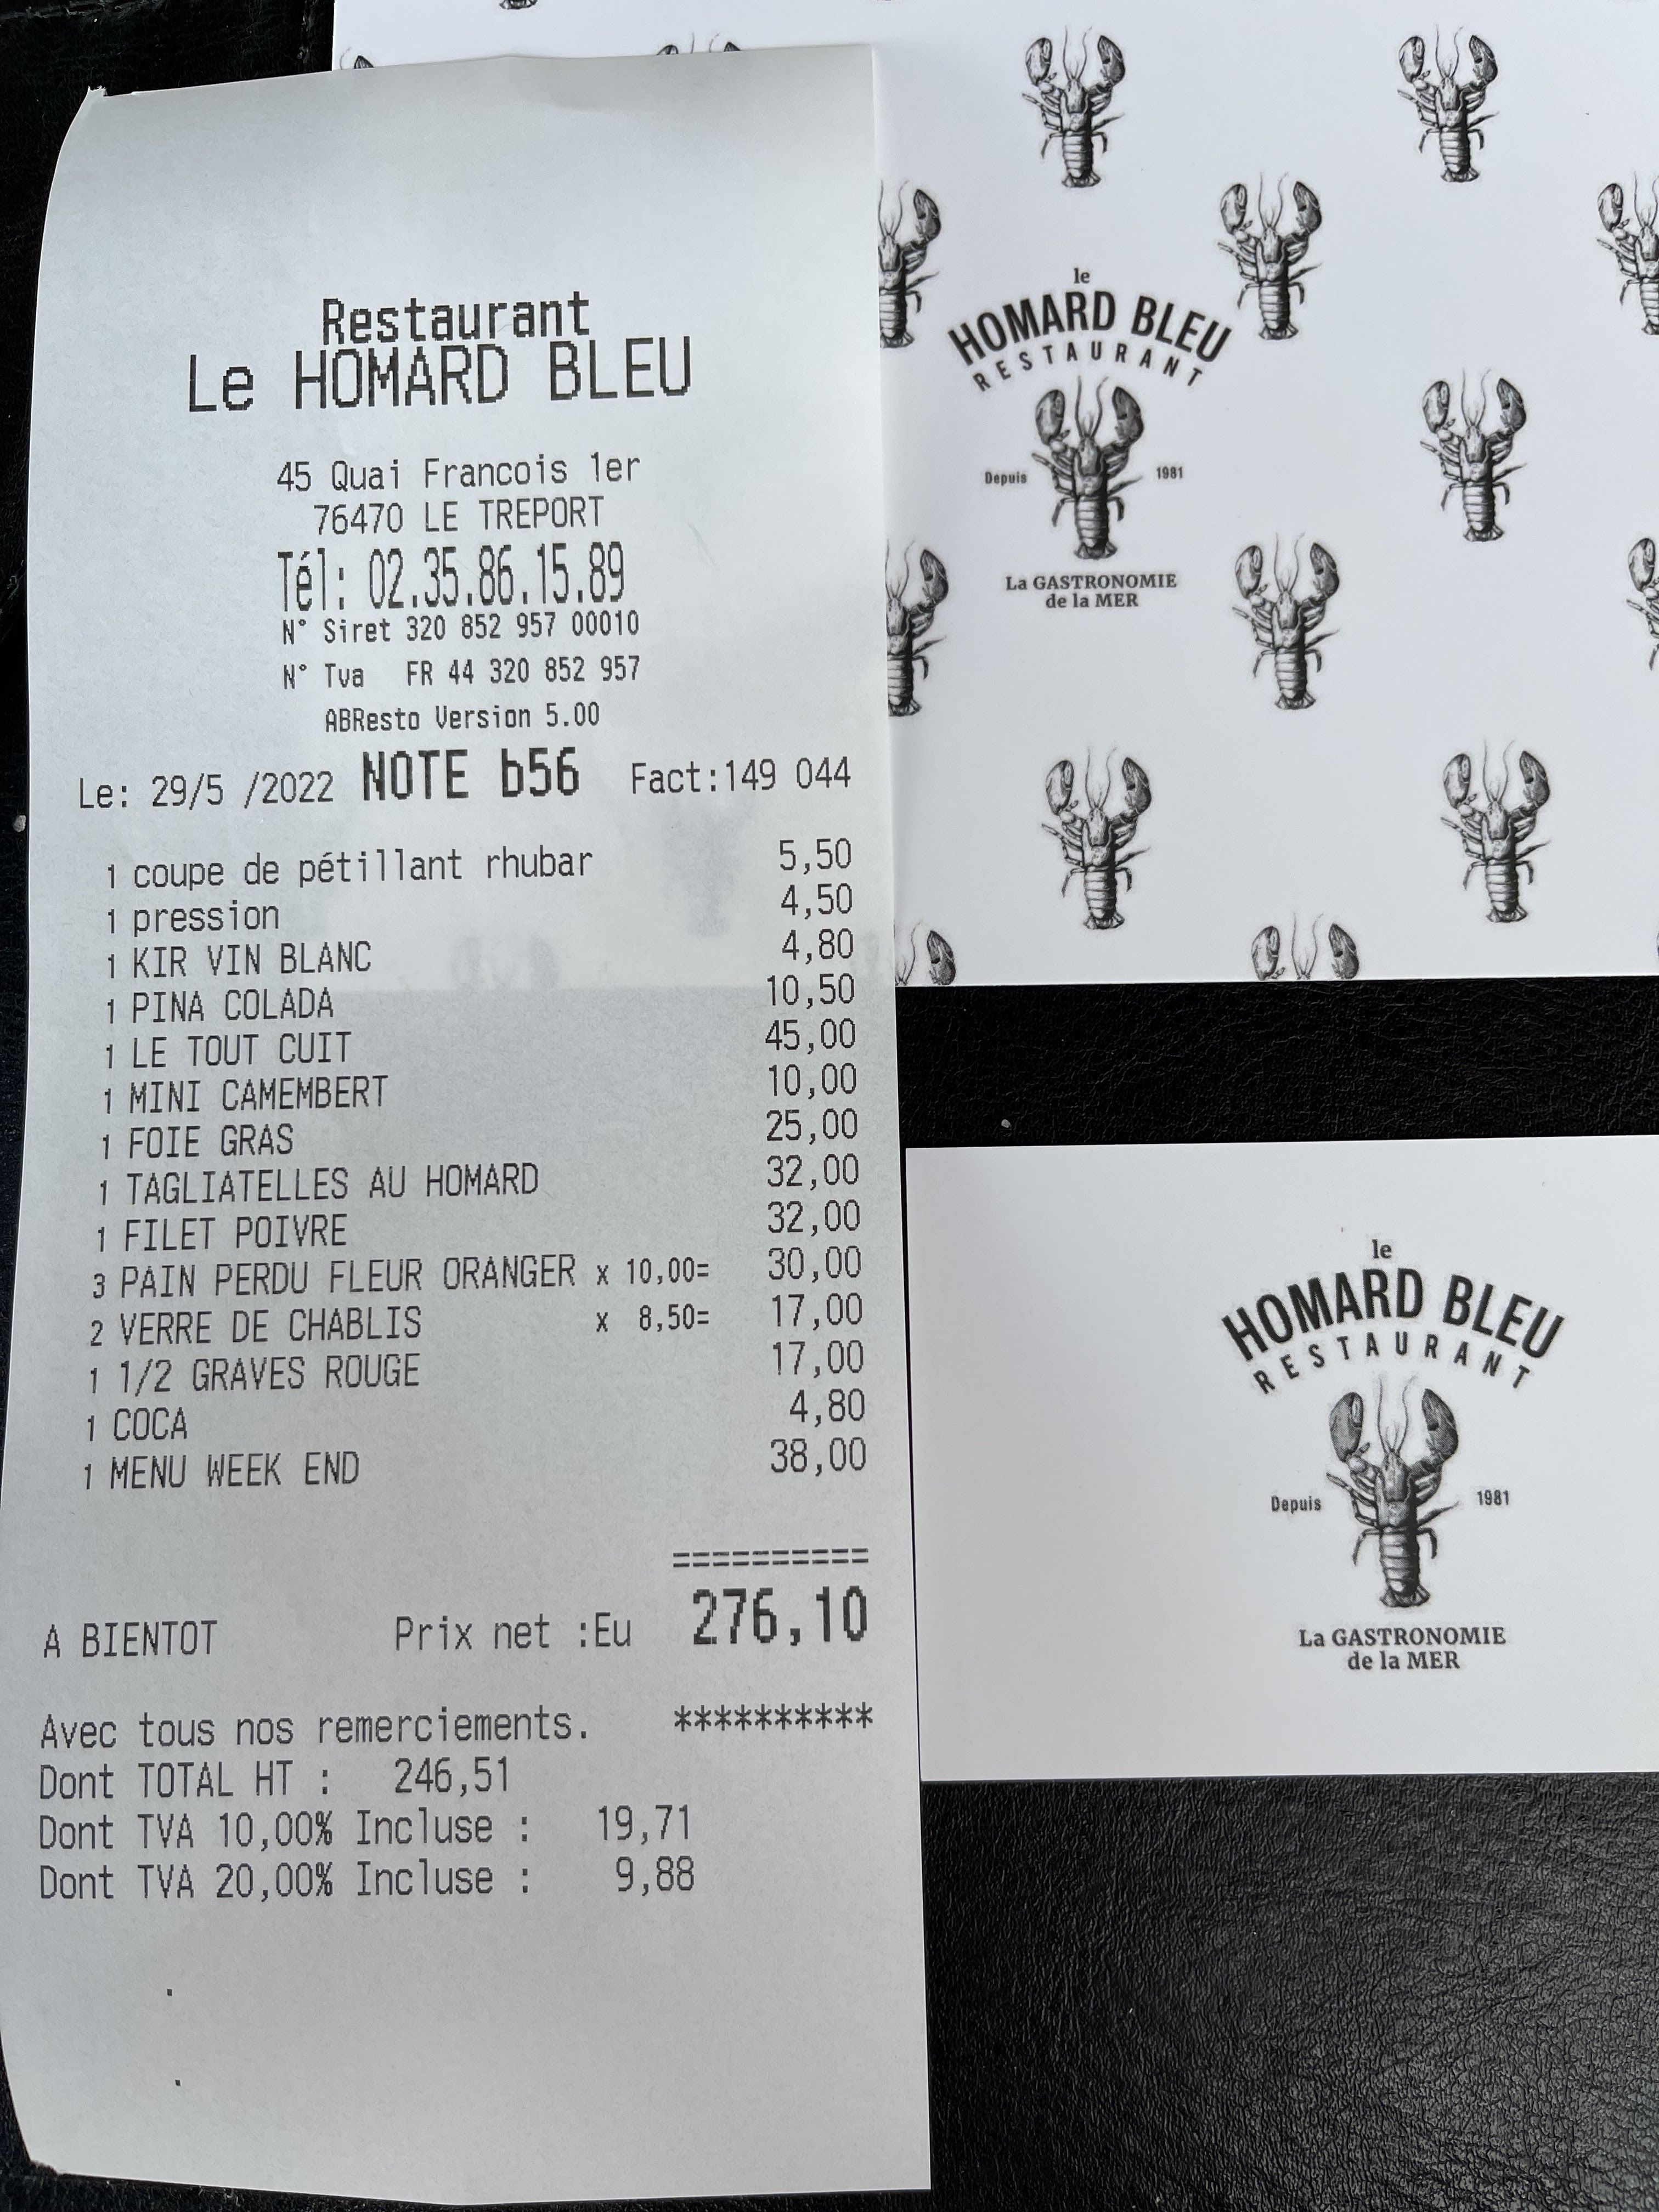 Restaurant
Le HOMARD BLEU
45 Quai Francois 1er
76470 LE TREPORT
Tél: 02.35.86.15.89
N° Siret 320 852 957 00010
N° Tva FR 44 320 852 957
ABResto Version 5.00
Le: 29/5 /2022 NOTE b56 Fact:149 044
1 coupe de pétillant rhubar 5,50
1 pression 4,50
1 KIR VIN BLANC 4,80
1 PINA COLADA 10,50
1 LE TOUT CUIT 45,00
1 MINI CAMEMBERT 10,00
1 FOIE GRAS 25,00
1 TAGLIATELLES AU HOMARD 32,00
1 FILET POIVRE 32,00
3 PAIN PERDU FLEUR ORANGER x 10,00= 30,00
2 VERRE DE CHABLIS x 8,50= 17,00
1 1/2 GRAVES ROUGE 17,00
1 COCA 4,80
1 MENU WEEK END 38,00
==========
A BIENTOT Prix net :Eu 276,10
Avec tous nos remerciements. **********
Dont TOTAL HT : 246,51
Dont TVA 10,00% Incluse : 19,71
Dont TVA 20,00% Incluse : 9,88
le
HOMARD BLEU
RESTAURANT
Depuis 1981
La GASTRONOMIE
de la MER
le
HOMARD BLEU
RESTAURANT
Depuis 1981
La GASTRONOMIE
de la MER